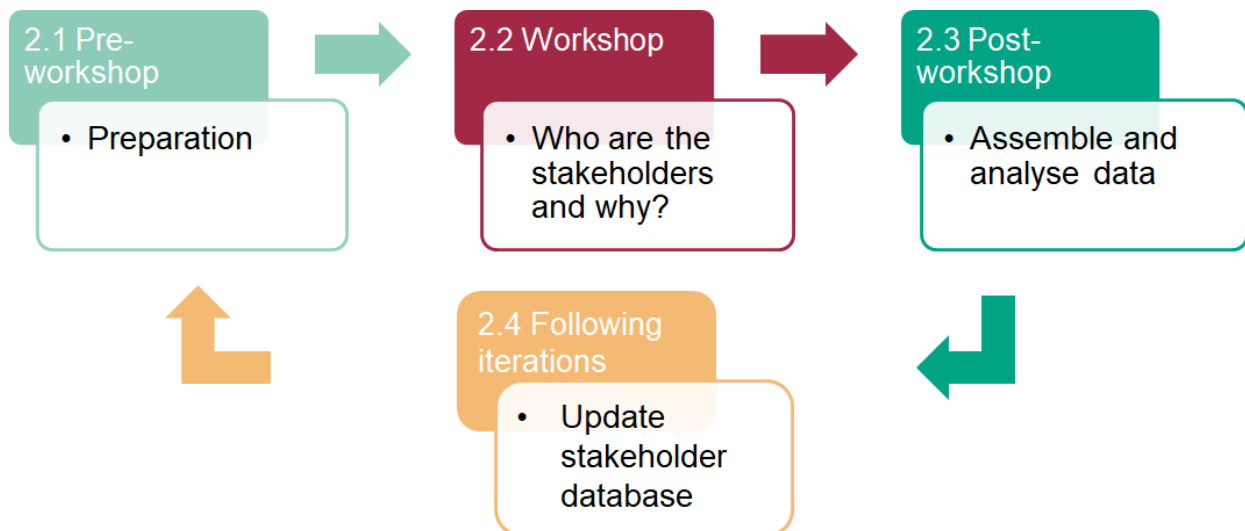 2.1 Pre-
workshop
• Preparation
2.2 Workshop
• Who are the
stakeholders
and why?
2.3 Post-
workshop
• Assemble and
analyse data
2.4 Following
iterations
• Update
stakeholder
database